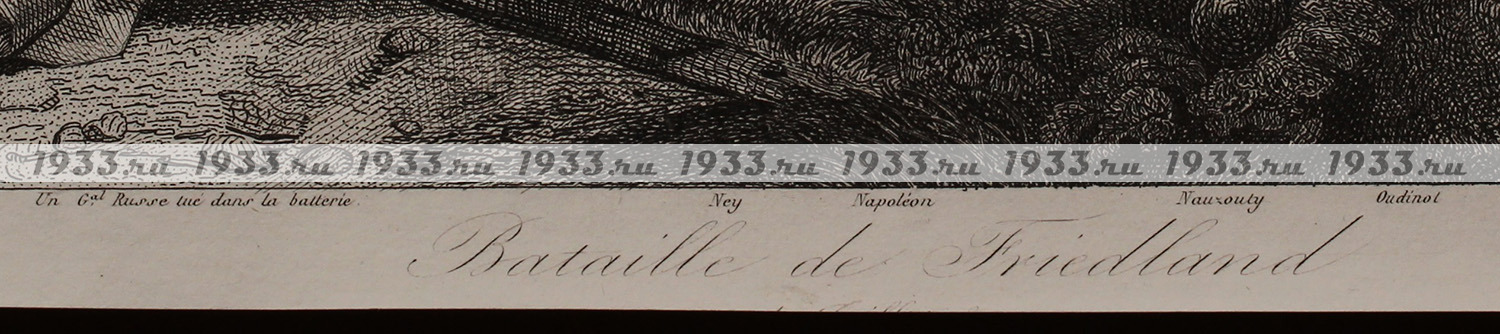 1933.ru 1933.ru 1933.ru 1933.ru 1933.ru 1933.ru 1933.ru 1933.ru 1933.ru
Un G.al Russe tué dans la batterie. Ney Napoléon Nauzouty Oudinot
Bataille de Friedland